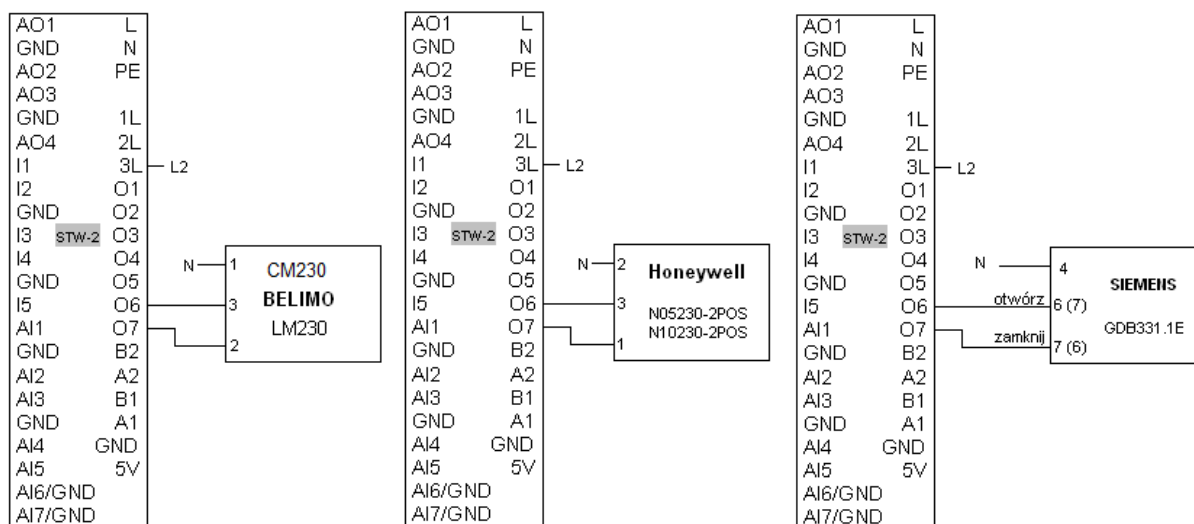 AO1 L
GND N
AO2 PE
AO3
GND 1L
AO4 2L
I1 3L L2
I2 O1
GND O2
I3 STW-2 O3
I4 O4
GND O5
I5 O6
AI1 O7
GND B2
AI2 A2
AI3 B1
GND A1
AI4 GND
AI5 5V
AI6/GND
AI7/GND
N 1 CM230
BELIMO
3
LM230
2
AO1 L
GND N
AO2 PE
AO3
GND 1L
AO4 2L
I1 3L L2
I2 O1
GND O2
I3 STW-2 O3
I4 O4
GND O5
I5 O6
AI1 O7
GND B2
AI2 A2
AI3 B1
GND A1
AI4 GND
AI5 5V
AI6/GND
AI7/GND
N 2 Honeywell
3 N05230-2POS
N10230-2POS
1
AO1 L
GND N
AO2 PE
AO3
GND 1L
AO4 2L
I1 3L L2
I2 O1
GND O2
I3 STW-2 O3
I4 O4
GND O5
I5 O6
AI1 O7
GND B2
AI2 A2
AI3 B1
GND A1
AI4 GND
AI5 5V
AI6/GND
AI7/GND
N 4
SIEMENS
otwórz 6 (7)
GDB331.1E
zamknij 7 (6)